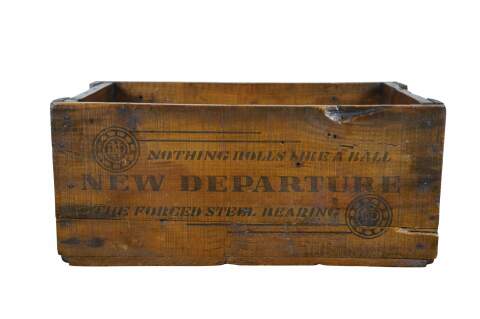 NOTHING ROLLS LIKE A BALL
NEW DEPARTURE
THE FORGED STEEL BEARING